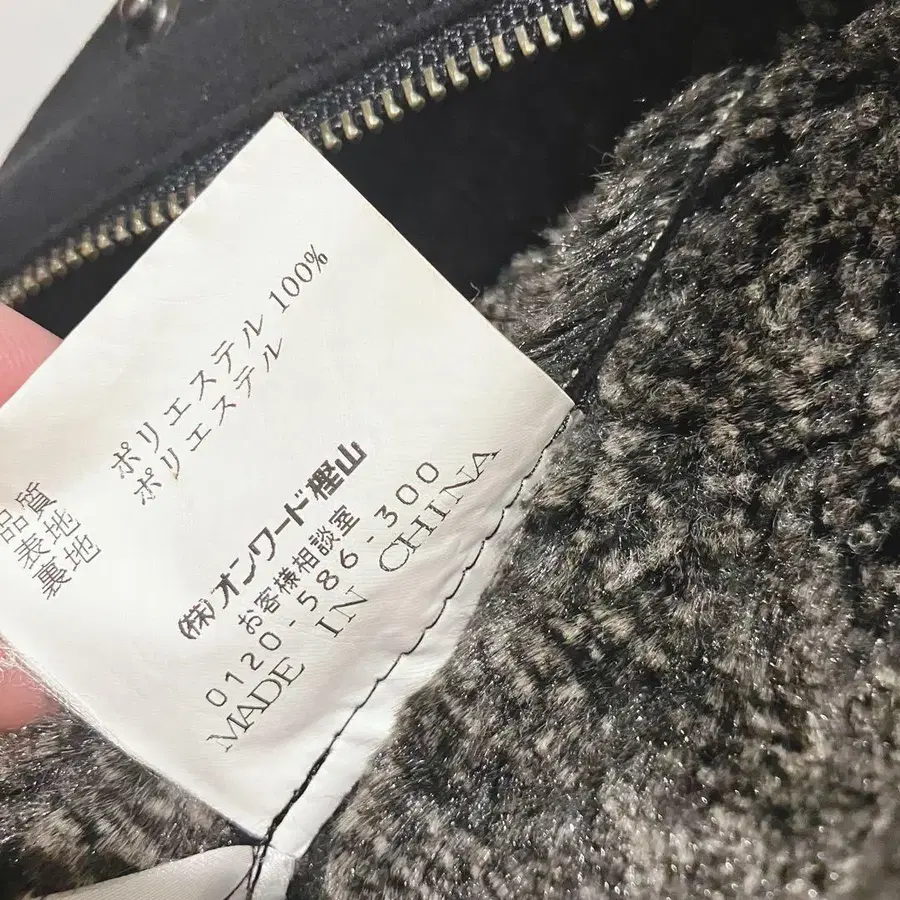 品質
表地 ポリエステル 100%
裏地 ポリエステル
(株)オンワード樫山
お客様相談室
0120-586-300
MADE IN CHINA